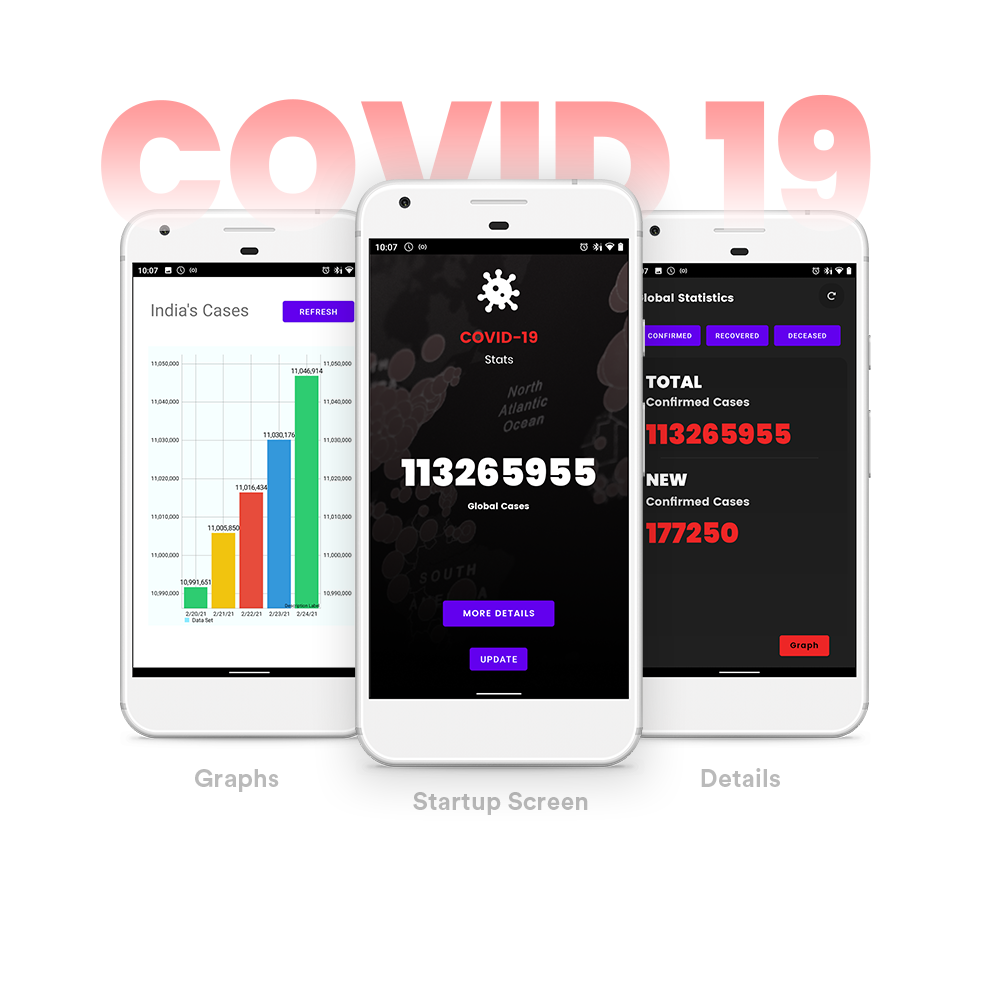 COVID 19
10:07
India's Cases
REFRESH
11,050,000
11,040,000
11,030,000
11,020,000
11,010,000
11,000,000
10,990,000
11,050,000
11,040,000
11,030,000
11,020,000
11,010,000
11,000,000
10,990,000
10,991,651
11,005,850
11,016,434
11,030,176
11,046,914
Description Label
2/20/21 2/21/21 2/22/21 2/23/21 2/24/21
Data Set
Graphs
10:07
COVID-19
Stats
North
Atlantic
Ocean
113265955
Global Cases
SOUTH
AMERICA
MORE DETAILS
UPDATE
Startup Screen
07
lobal Statistics
CONFIRMED RECOVERED DECEASED
TOTAL
Confirmed Cases
113265955
NEW
Confirmed Cases
177250
Graph
Details